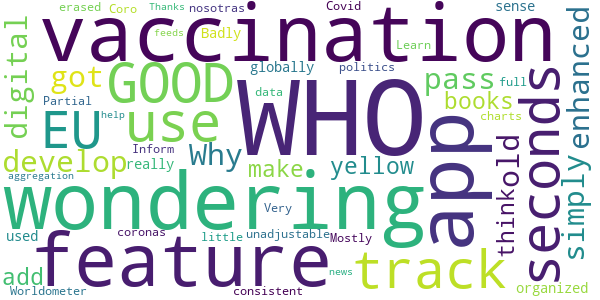 erased Coro Thanks nosotras Covid sense
vaccination
feeds Badly Learn
digital got GOOD globally politics pass full enhanced
Partial EU use WHO data books charts
help
develop Why Inform yellow app think old seconds simply
really make
aggregation wondering Very
used coronas little unadjustable Mostly
add feature track news organized
Worldometer consistent